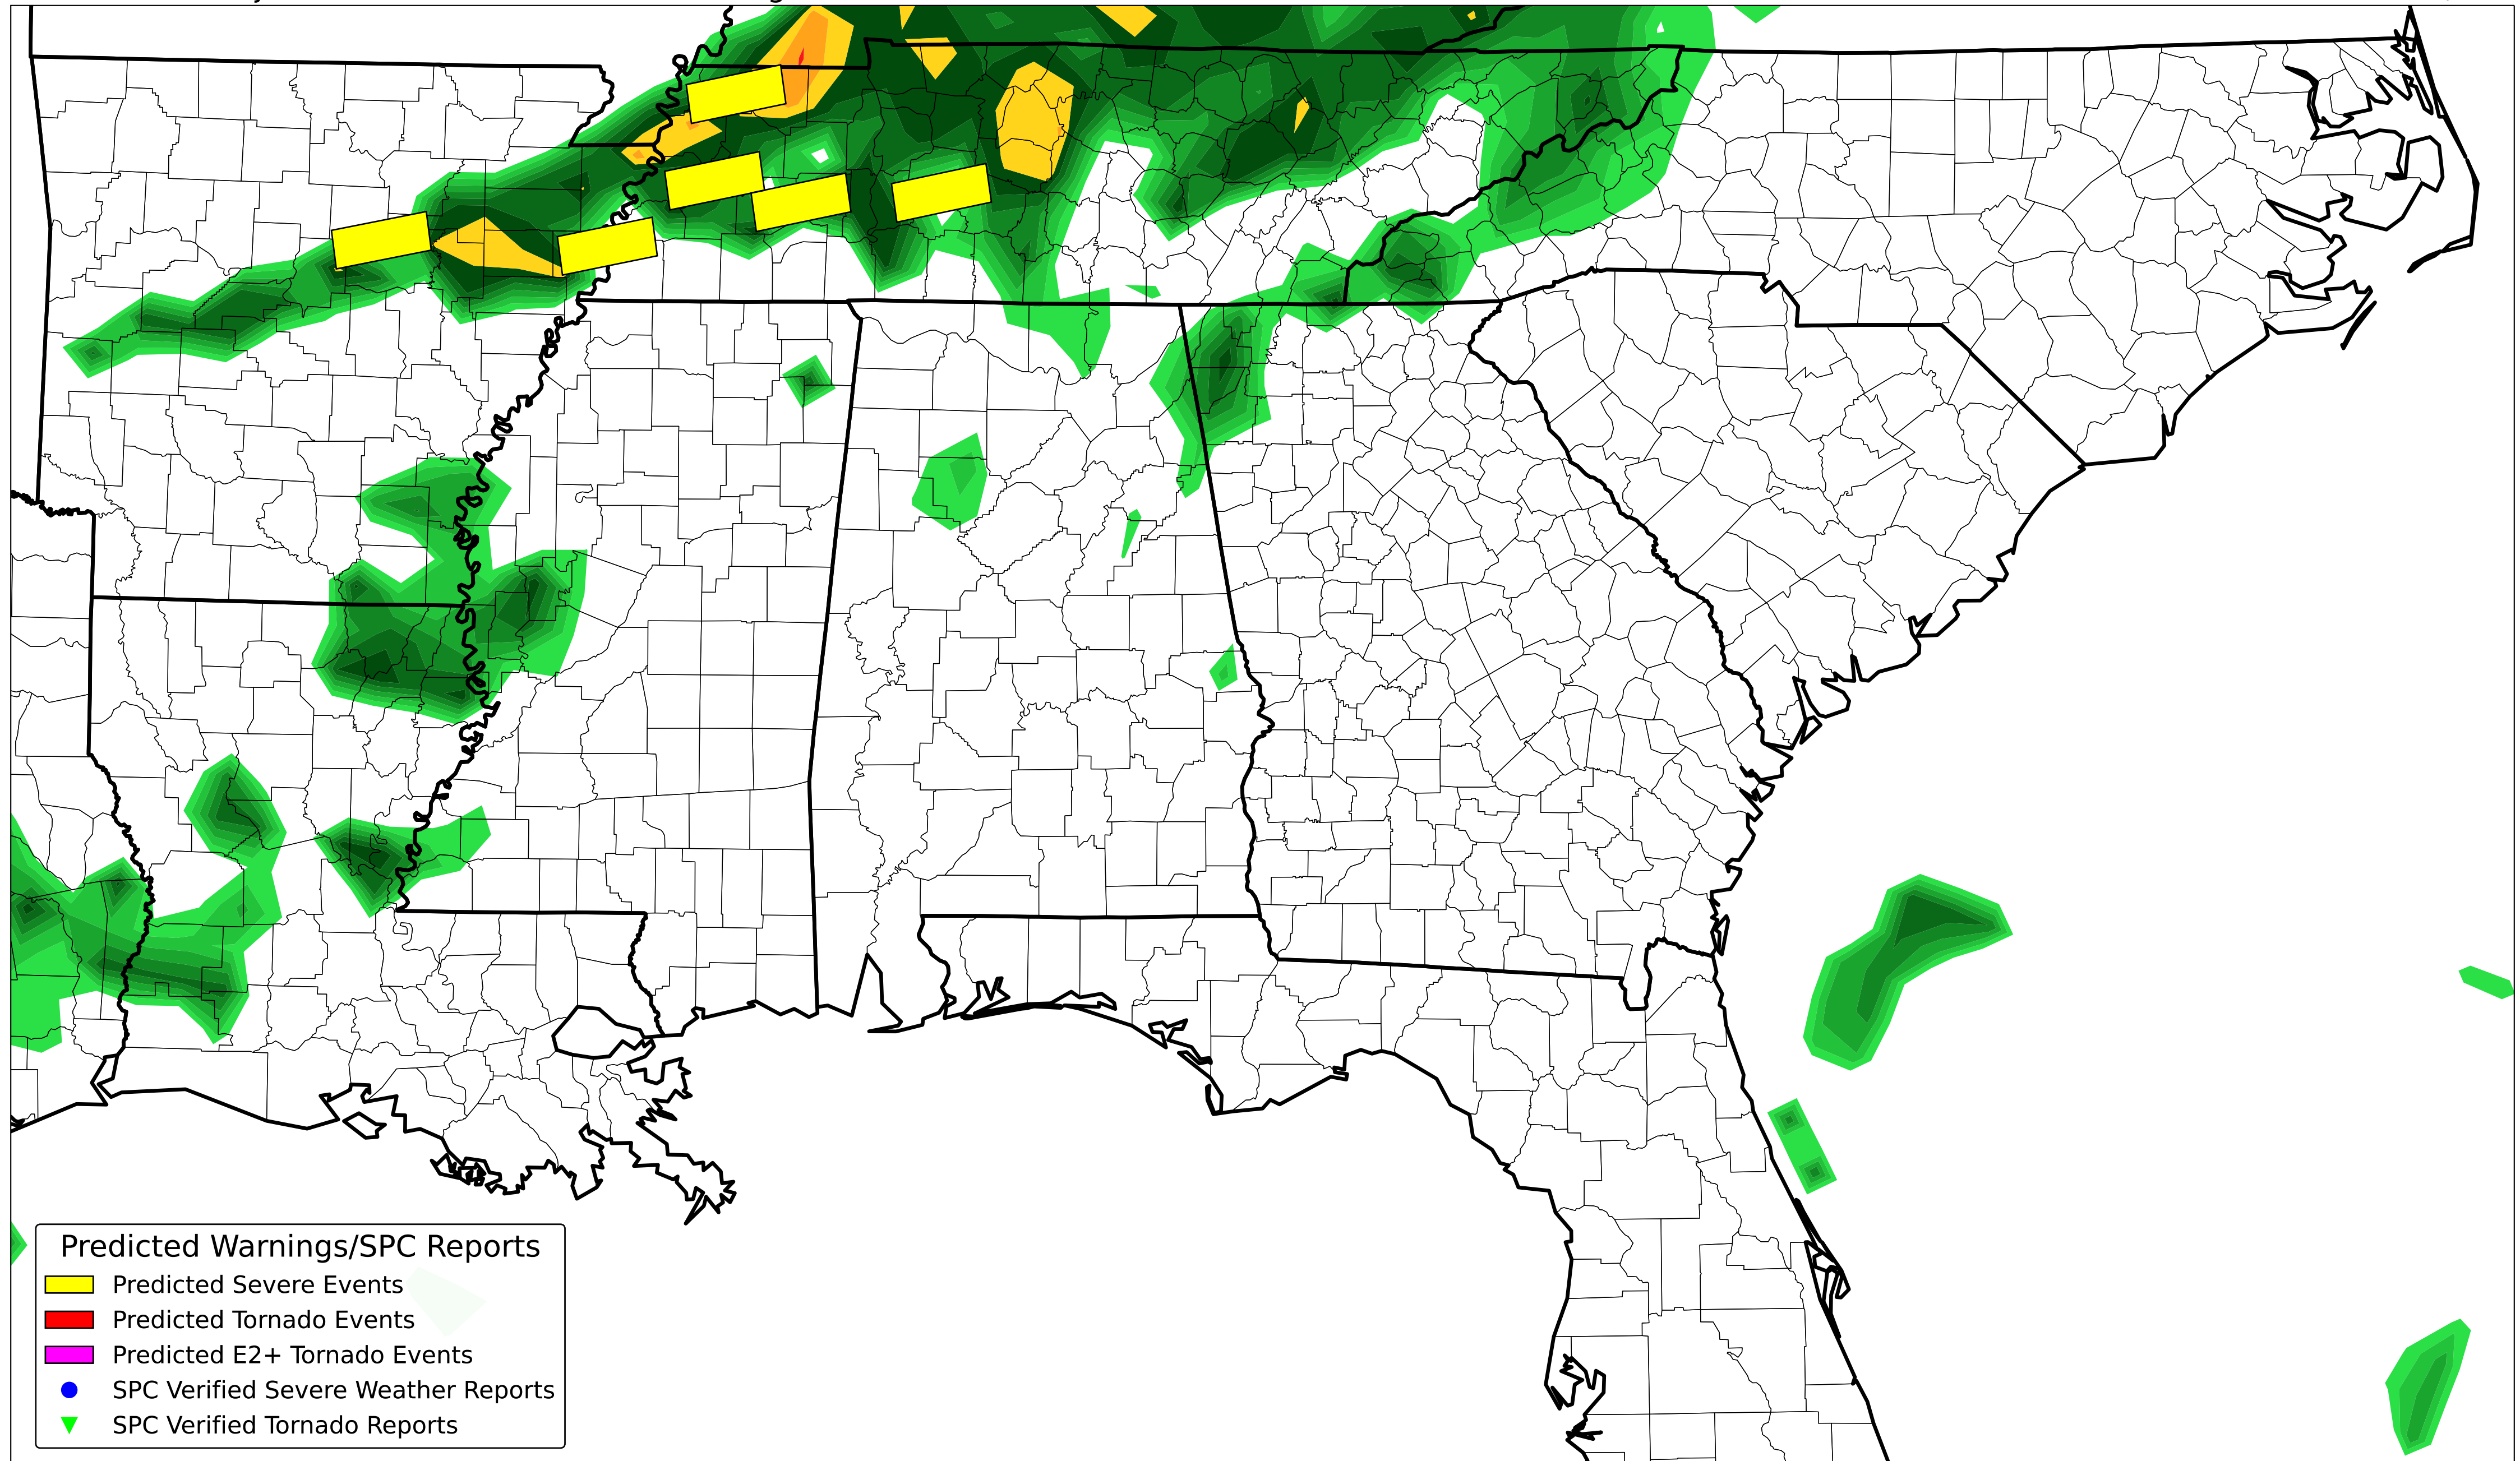 Predicted Warnings/SPC Reports
Predicted Severe Events
Predicted Tornado Events
Predicted E2+ Tornado Events
SPC Verified Severe Weather Reports
SPC Verified Tornado Reports